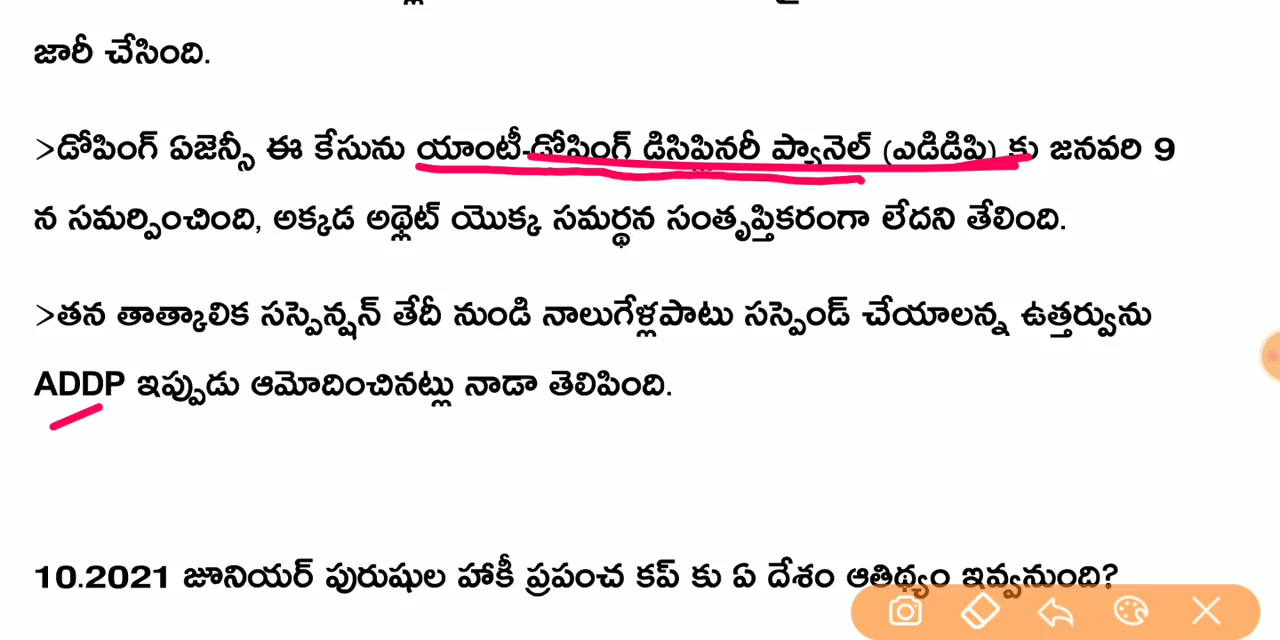 జారీ చేసింది.
>డోపింగ్ ఏజెన్సీ ఈ కేసును యాంటీ-డోపింగ్ డిసిప్లినరీ ప్యానెల్ (ఎడిడిపి) కు జనవరి 9
న సమర్పించింది, అక్కడ అథ్లెట్ యొక్క సమర్థన సంతృప్తికరంగా లేదని తేలింది.
>తన తాత్కాలిక సస్పెన్షన్ తేదీ నుండి నాలుగేళ్లపాటు సస్పెండ్ చేయాలన్న ఉత్తర్వును
ADDP ఇప్పుడు ఆమోదించినట్లు నాడా తెలిపింది.
10.2021 జూనియర్ పురుషుల హాకీ ప్రపంచ కప్ కు ఏ దేశం ఆతిథ్యం ఇవ్వనుంది?